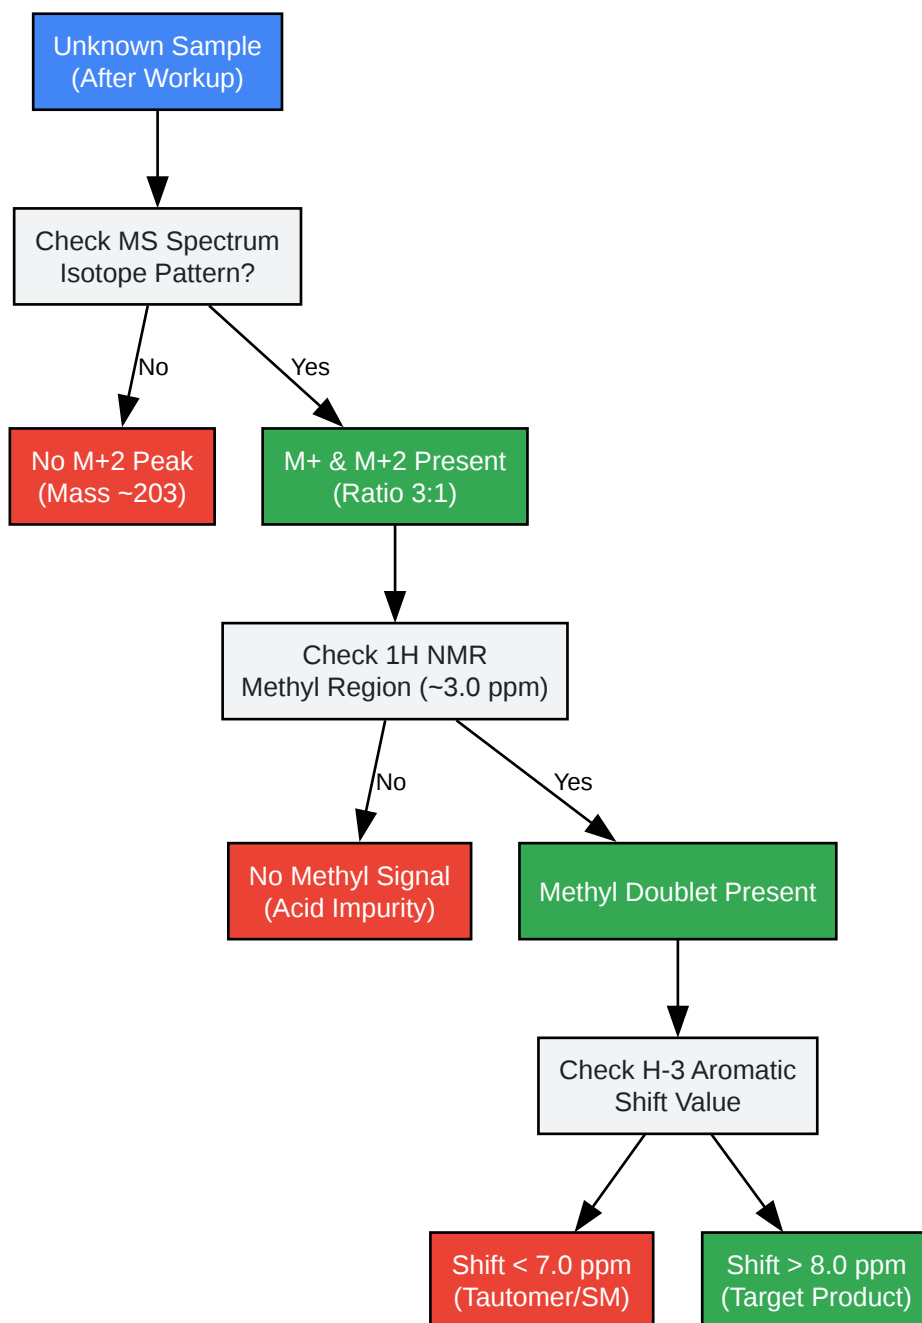 Unknown Sample
(After Workup)
Check MS Spectrum
Isotope Pattern?
No
Yes
No M+2 Peak
(Mass ~203)
M+ & M+2 Present
(Ratio 3:1)
Check 1H NMR
Methyl Region (~3.0 ppm)
No
Yes
No Methyl Signal
(Acid Impurity)
Methyl Doublet Present
Check H-3 Aromatic
Shift Value
Shift < 7.0 ppm
(Tautomer/SM)
Shift > 8.0 ppm
(Target Product)